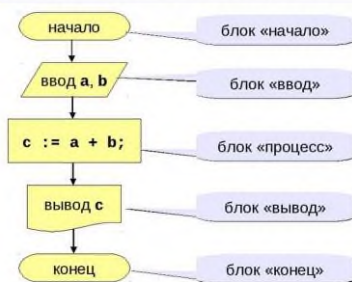 начало
блок «начало»
ввод a, b
блок «ввод»
c := a + b;
блок «процесс»
вывод c
блок «вывод»
конец
блок «конец»